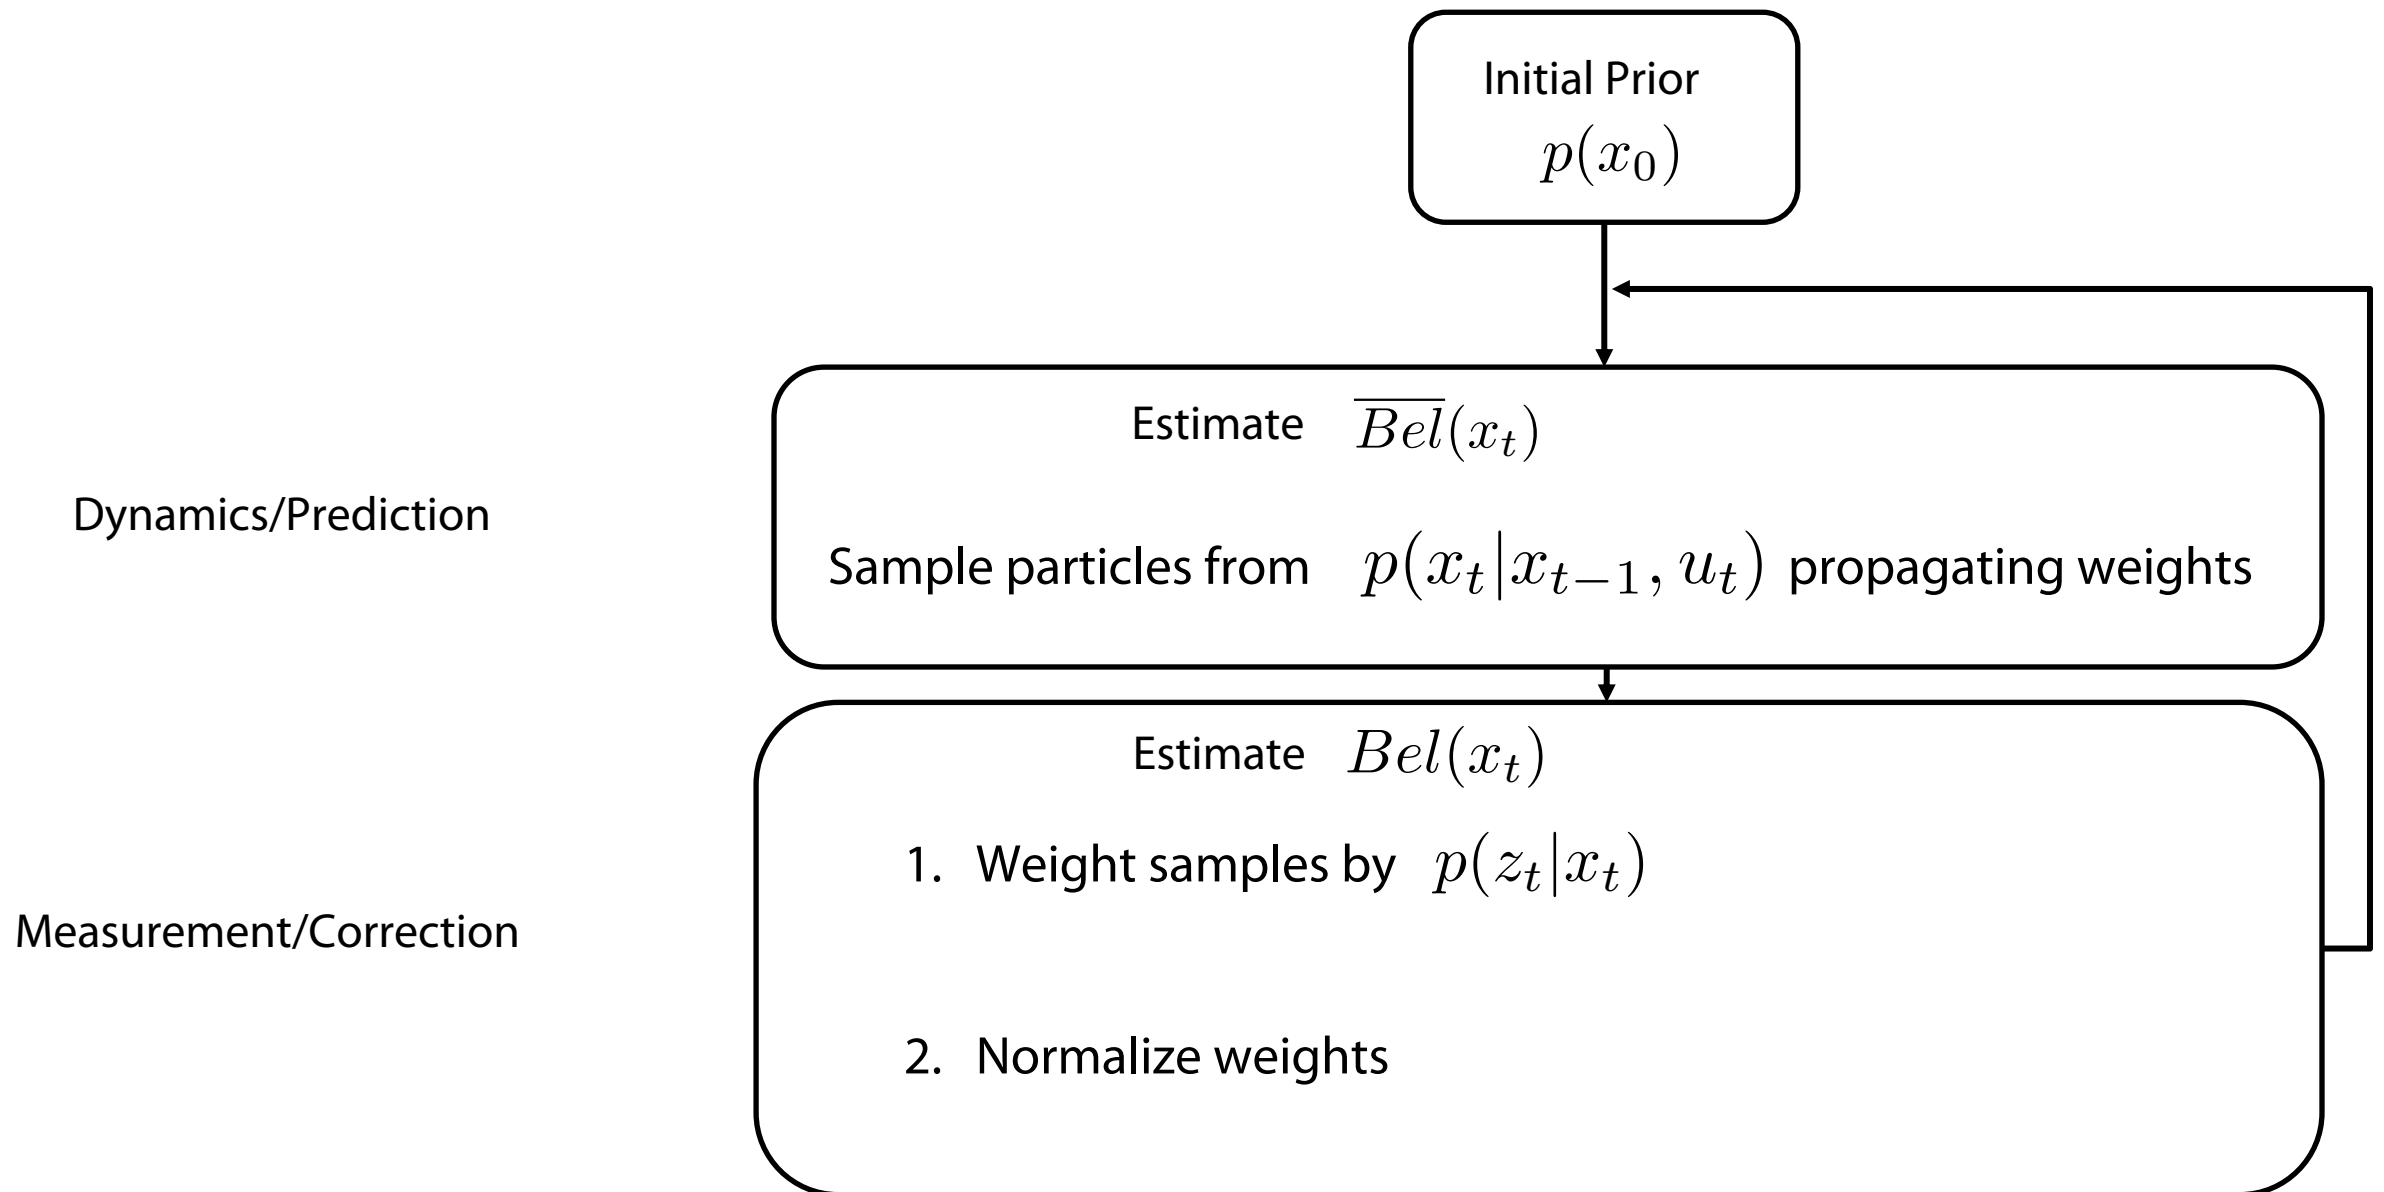 Initial Prior
$p(x_0)$
Estimate $\overline{Bel}(x_t)$
Dynamics/Prediction
Sample particles from $p(x_t|x_{t-1}, u_t)$ propagating weights
Estimate $Bel(x_t)$
1. Weight samples by $p(z_t|x_t)$
Measurement/Correction
2. Normalize weights